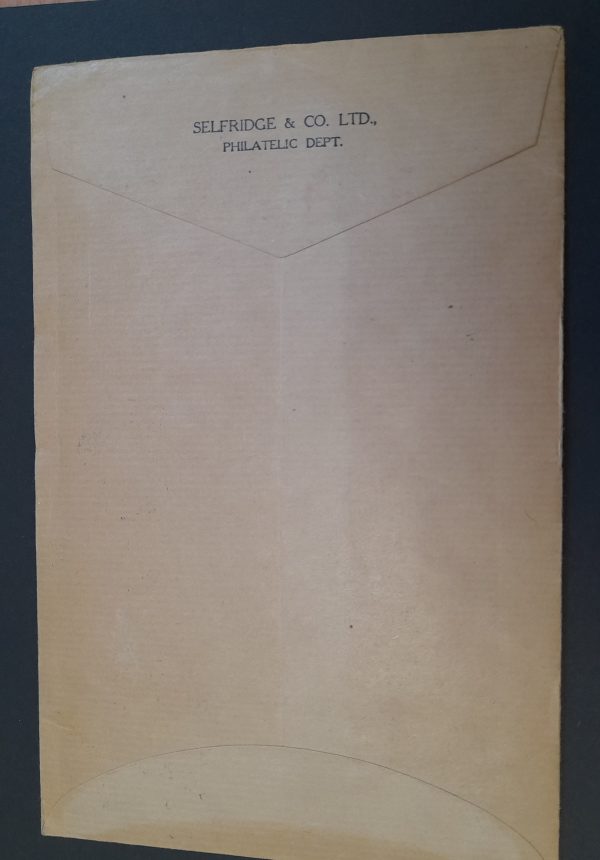 SELFRIDGE & CO. LTD.,
PHILATELIC DEPT.